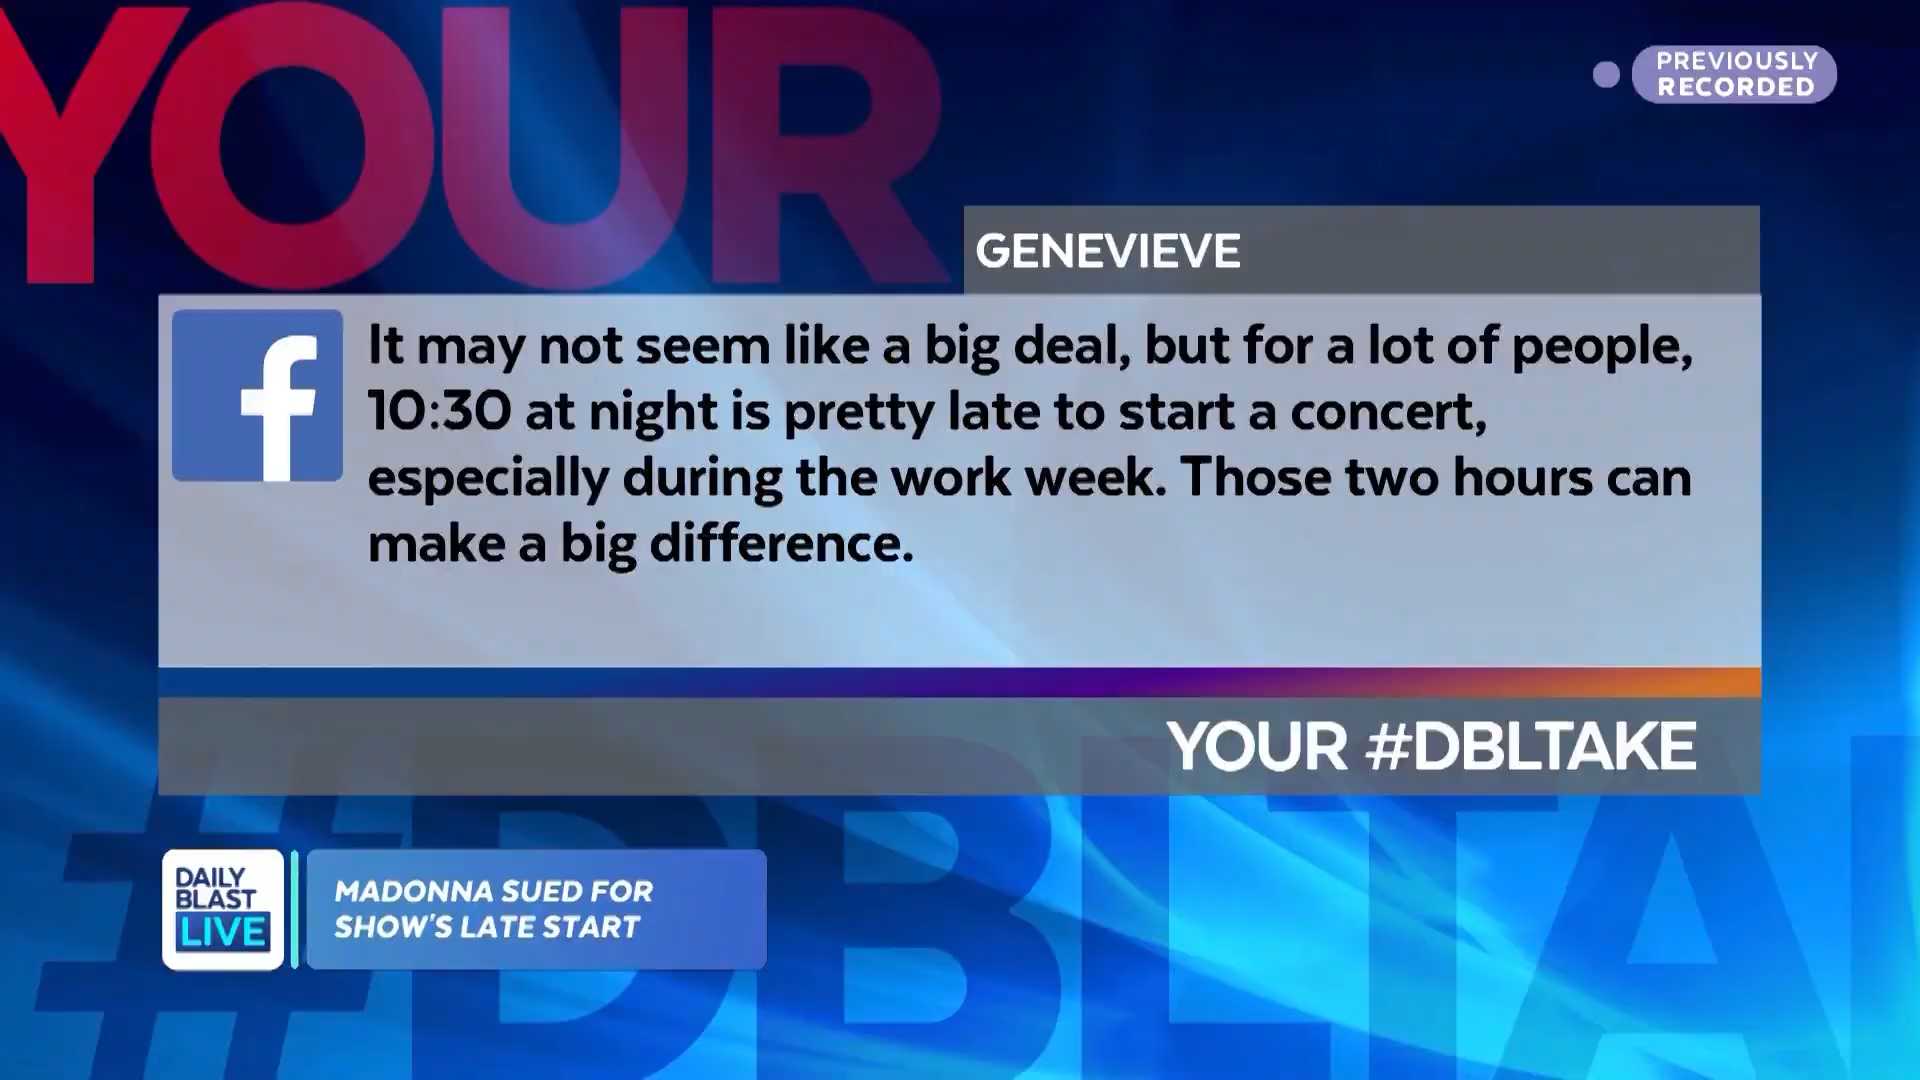 YOUR
PREVIOUSLY
RECORDED
GENEVIEVE
f
It may not seem like a big deal, but for a lot of people,
10:30 at night is pretty late to start a concert,
especially during the work week. Those two hours can
make a big difference.
YOUR #DBLTAKE
#DBLTA
DAILY
BLAST
LIVE
MADONNA SUED FOR
SHOW'S LATE START